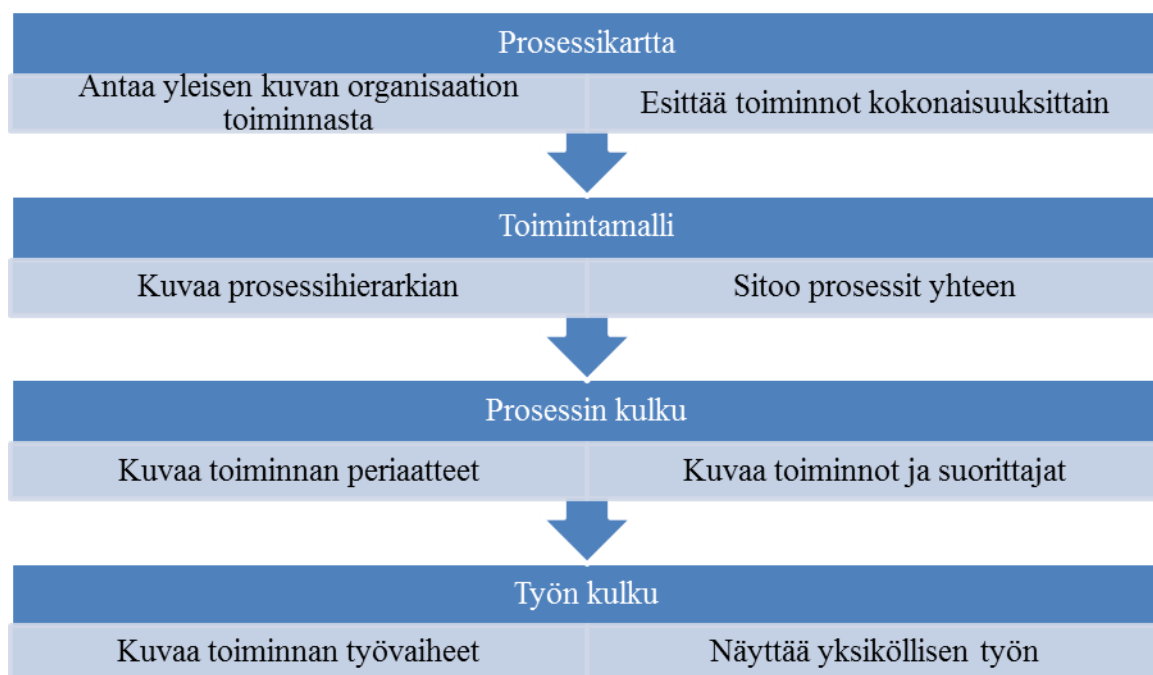 Prosessikartta
Antaa yleisen kuvan organisaation
toiminnasta
Esittää toiminnot kokonaisuuksittain
Toimintamalli
Kuvaa prosessihierarkian
Sitoo prosessit yhteen
Prosessin kulku
Kuvaa toiminnan periaatteet
Kuvaa toiminnot ja suorittajat
Työn kulku
Kuvaa toiminnan työvaiheet
Näyttää yksiköllisen työn